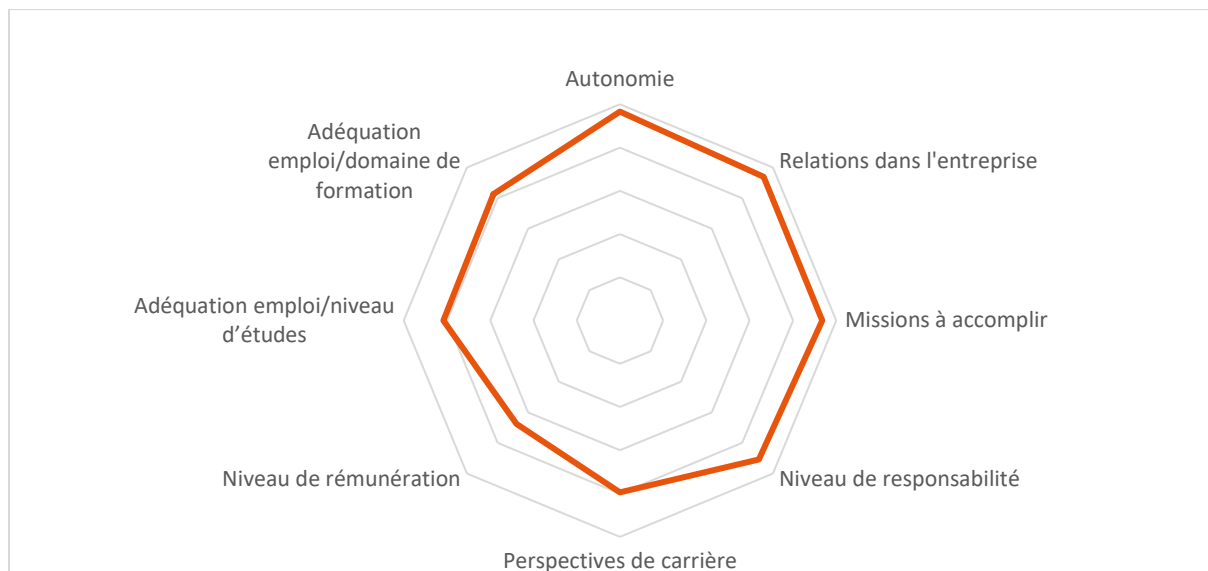 Autonomie
Adéquation
emploi/domaine de
formation
Relations dans l'entreprise
Adéquation emploi/niveau
d’études
Missions à accomplir
Niveau de rémunération
Niveau de responsabilité
Perspectives de carrière